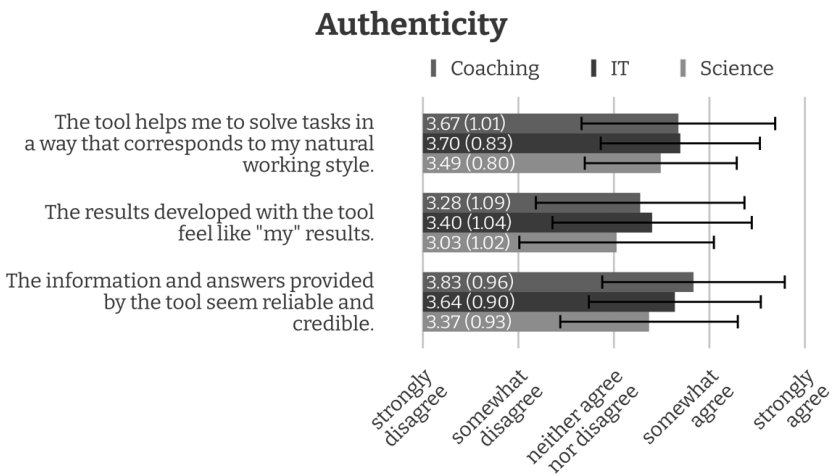 Authenticity
Coaching IT Science
The tool helps me to solve tasks in
a way that corresponds to my natural
working style.
3.67 (1.01)
3.70 (0.83)
3.49 (0.80)
The results developed with the tool
feel like "my" results.
3.28 (1.09)
3.40 (1.04)
3.03 (1.02)
The information and answers provided
by the tool seem reliable and
credible.
3.83 (0.96)
3.64 (0.90)
3.37 (0.93)
strongly
disagree
somewhat
disagree
neither agree
nor disagree
somewhat
agree
strongly
agree